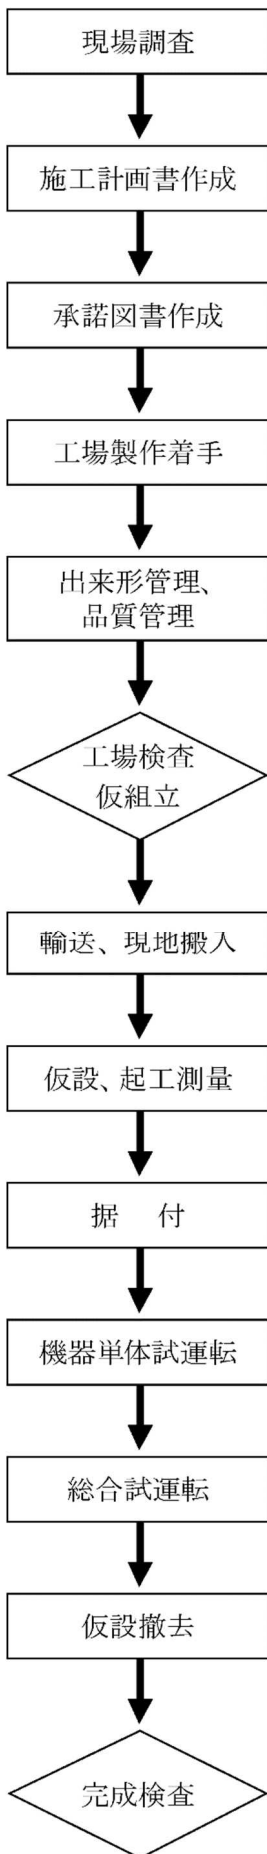 現場調査
施工計画書作成
承諾図書作成
工場製作着手
出来形管理、
品質管理
工場検査
仮組立
輸送、現地搬入
仮設、起工測量
据　付
機器単体試運転
総合試運転
仮設撤去
完成検査